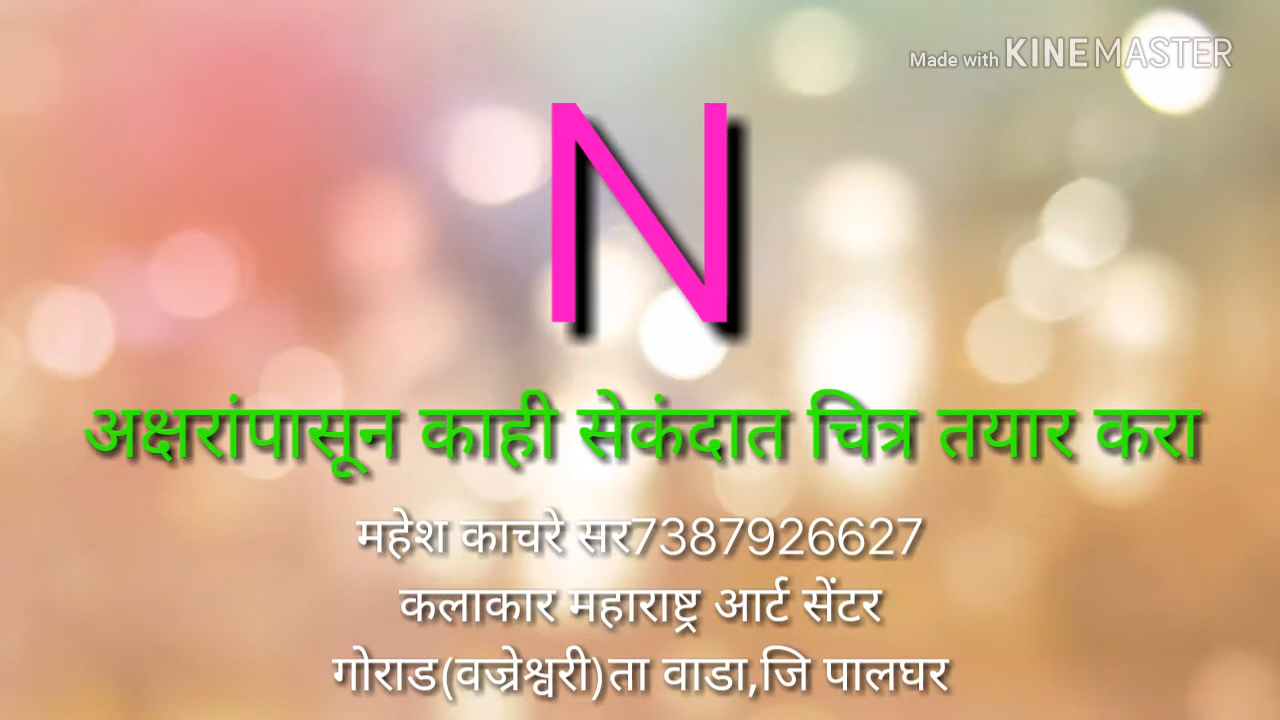 Made with KINEMASTER
N
अक्षरांपासून काही सेकंदात चित्र तयार करा
महेश काचरे सर7387926627
कलाकार महाराष्ट्र आर्ट सेंटर
गोराड(वज्रेश्वरी)ता वाडा,जि पालघर